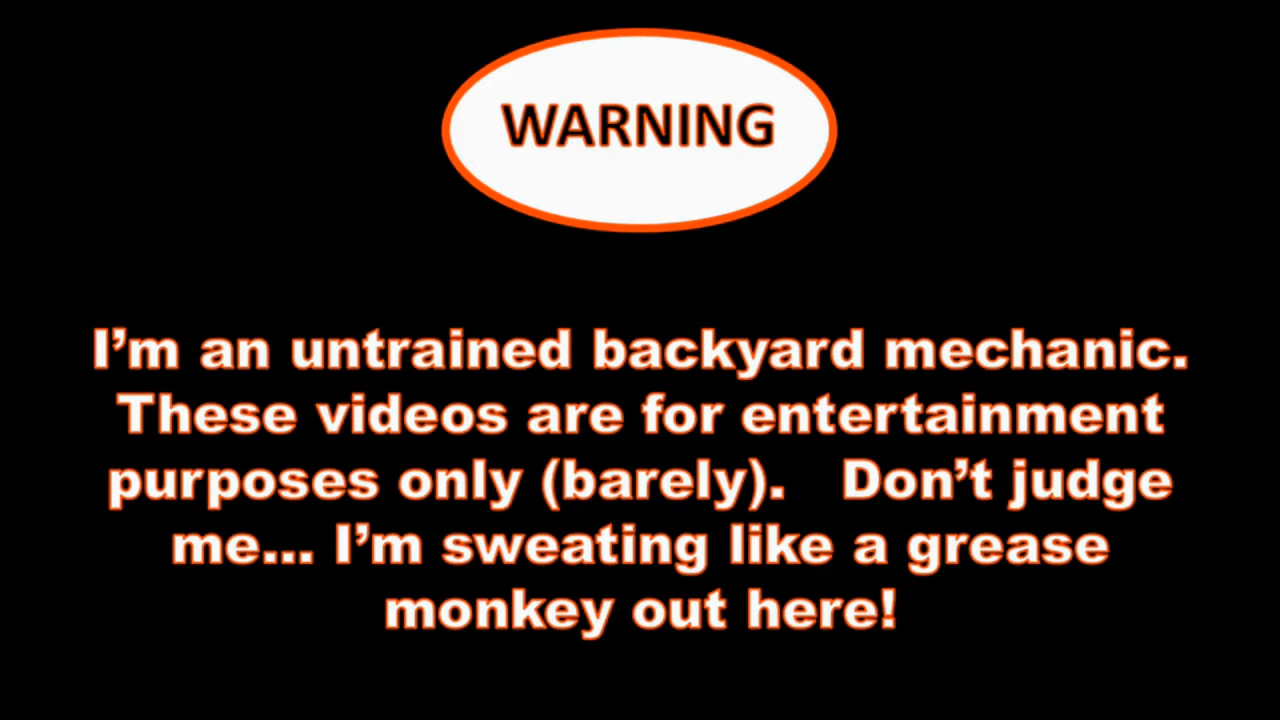 WARNING
I’m an untrained backyard mechanic.
These videos are for entertainment
purposes only (barely).   Don’t judge
me... I’m sweating like a grease
monkey out here!